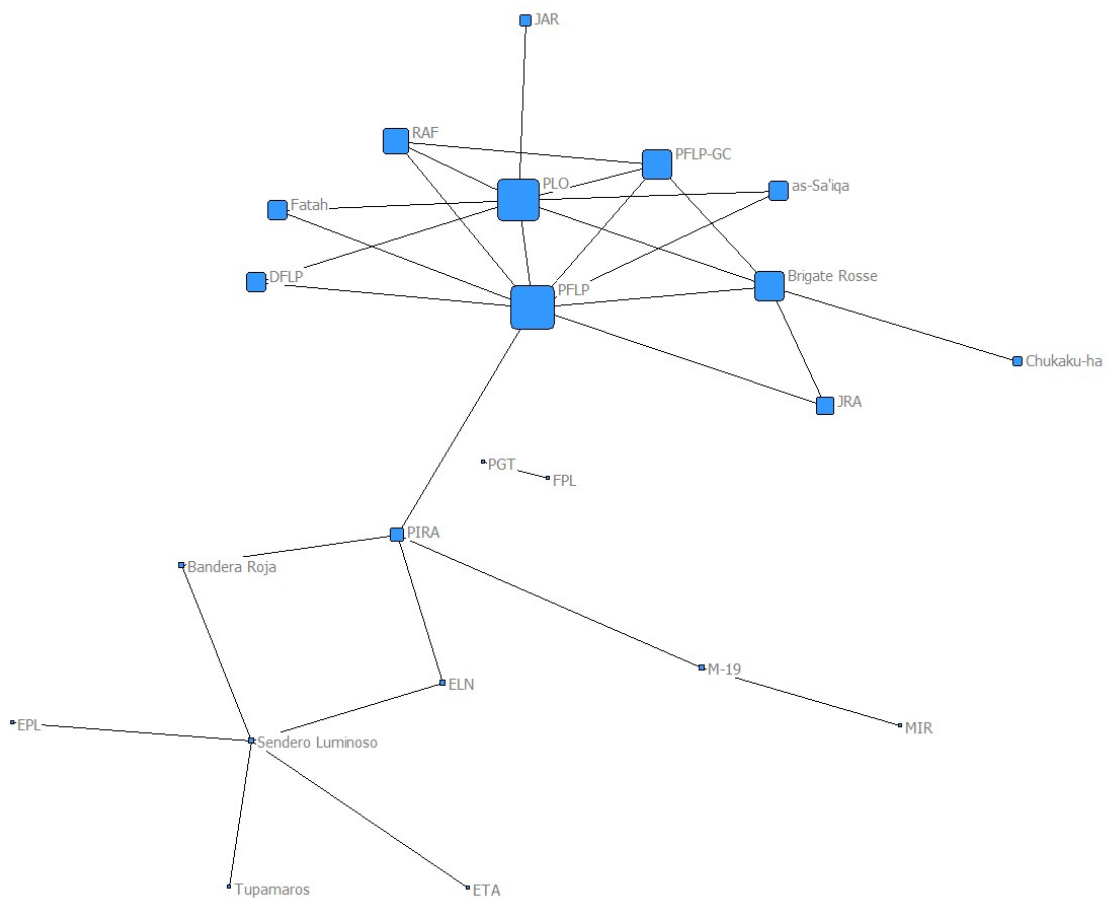 JAR
RAF
PFLP-GC
PLO
as-Sa'iqa
Fatah
DFLP
Brigate Rosse
PFLP
Chukaku-ha
JRA
PGT
FPL
PIRA
Bandera Roja
M-19
ELN
EPL
MIR
Sendero Luminoso
Tupamaros
ETA